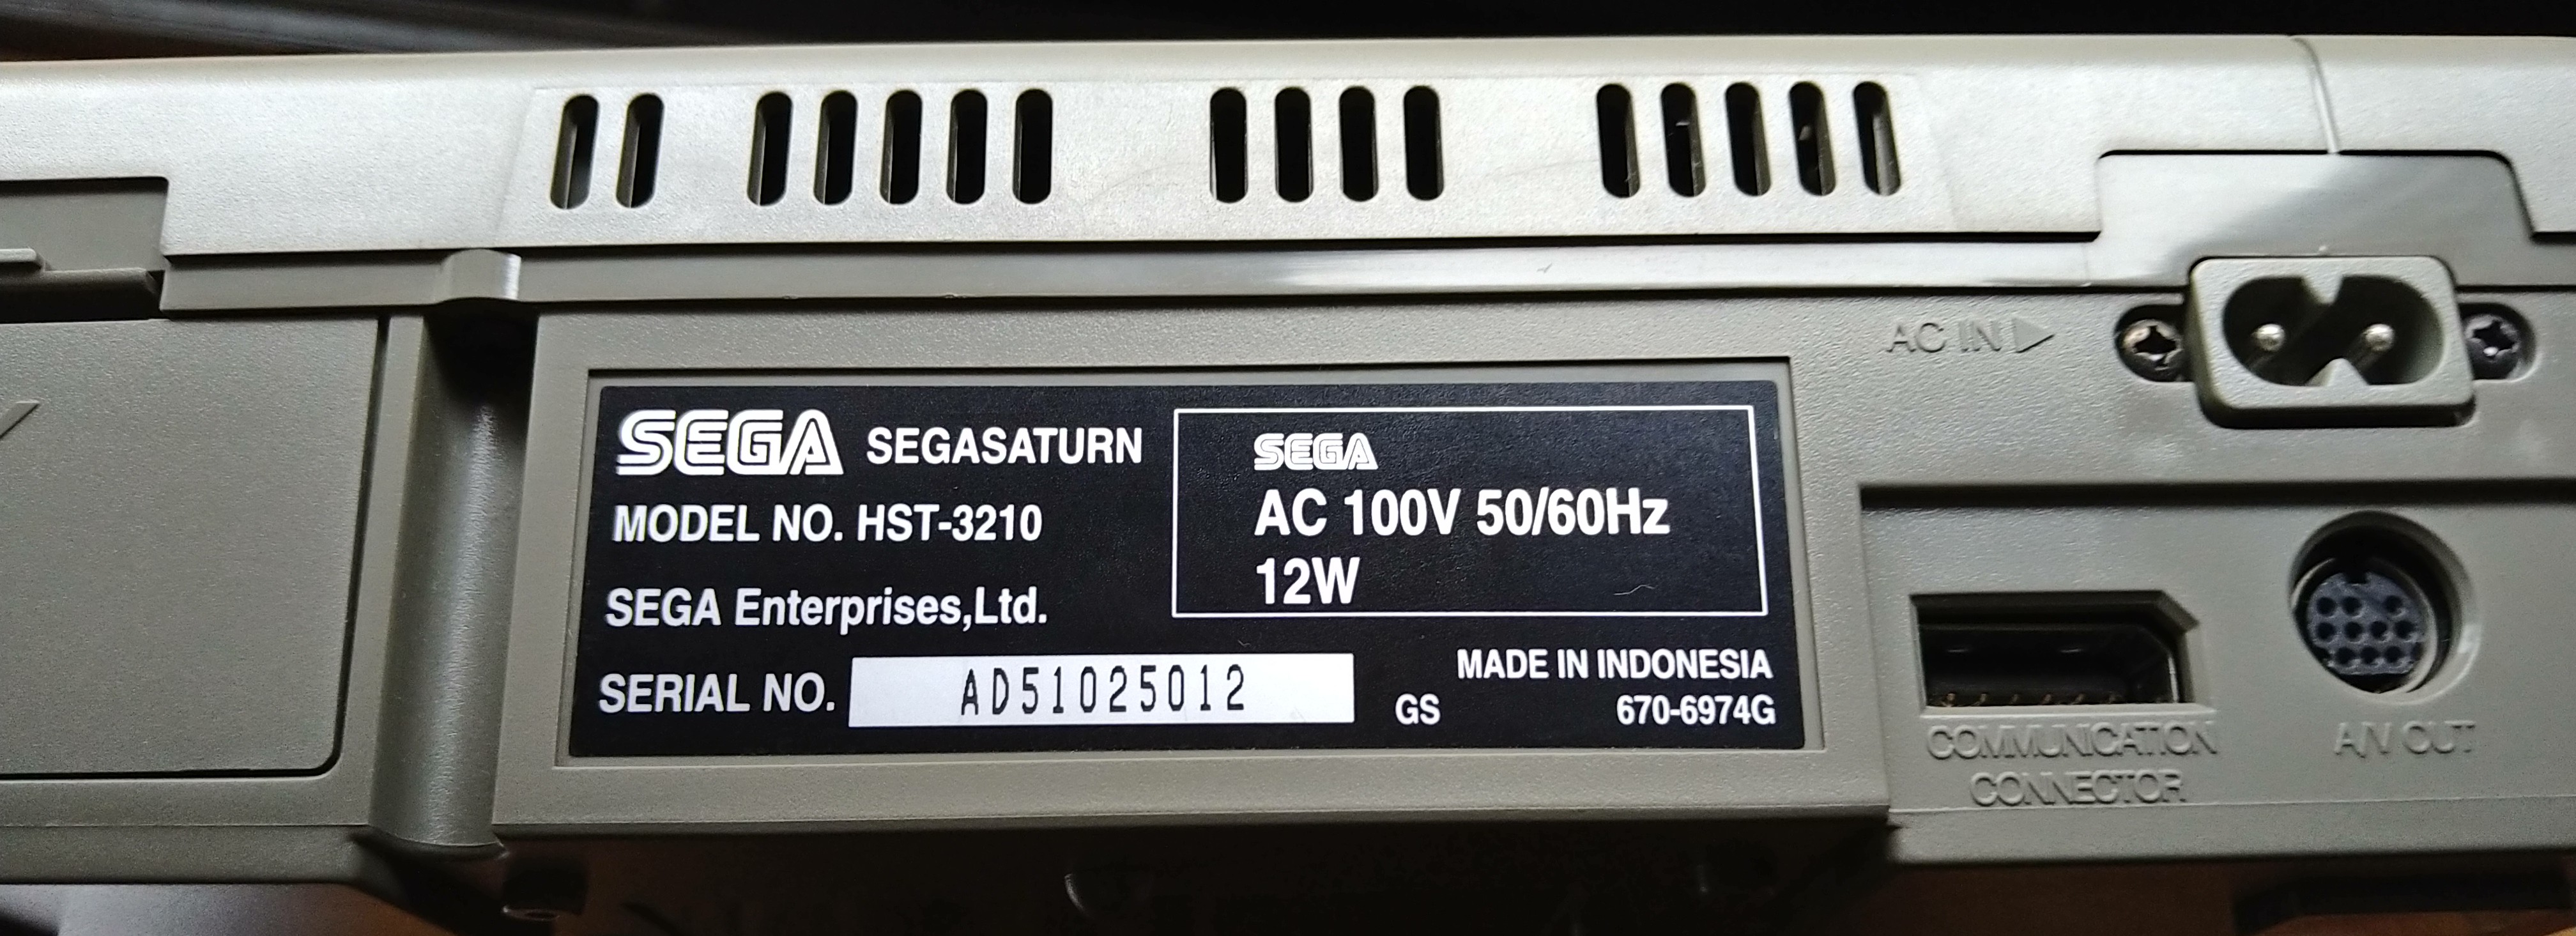 SEGA SEGASATURN
MODEL NO. HST-3210
SEGA Enterprises,Ltd.
SERIAL NO. AD51025012
SEGA
AC 100V 50/60Hz
12W
MADE IN INDONESIA
GS 670-6974G
AC IN
COMMUNICATION
CONNECTOR
A/V OUT